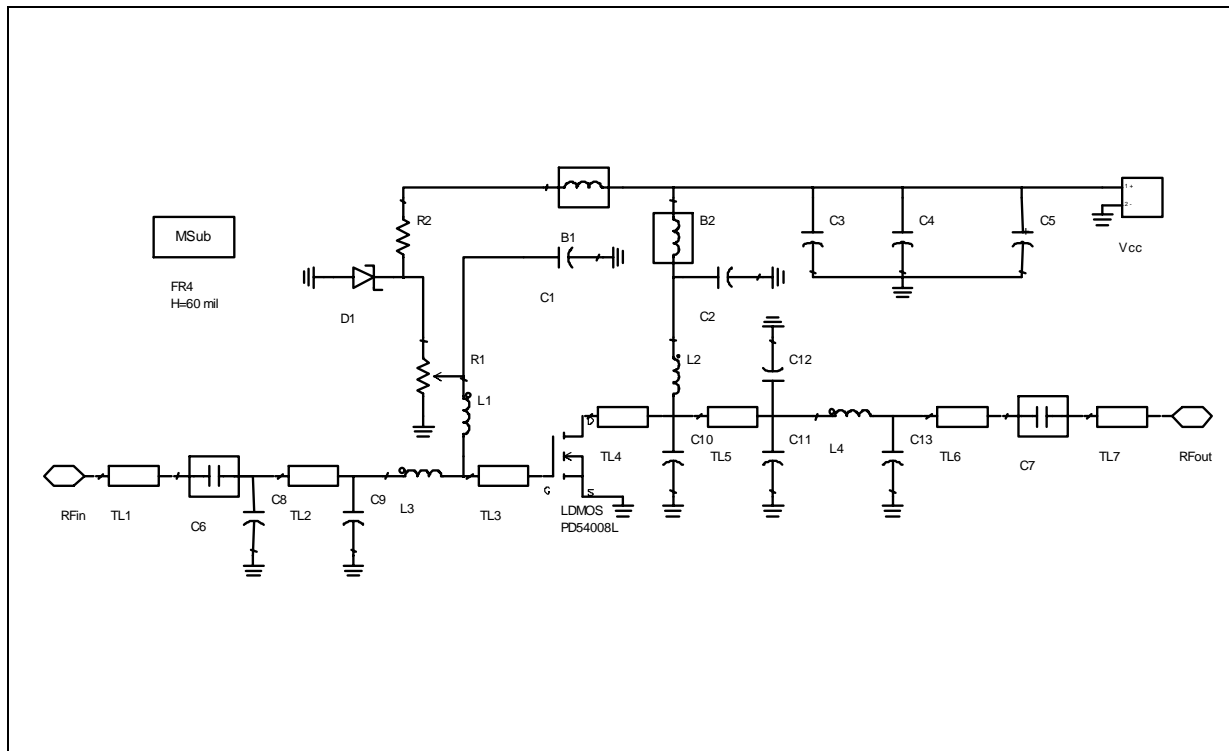 R2
B2
C3
C4
C5
1 +
2 -
MSub
B1
Vcc
FR4
H=60 mil
C1
D1
C2
R1
L2
C12
L1
D
C10
C11
C13
TL4
TL5
L4
TL6
C7
TL7
RFin
TL1
C6
C8
TL2
C9
L3
TL3
G
S
LDMOS
PD54008L
RFout